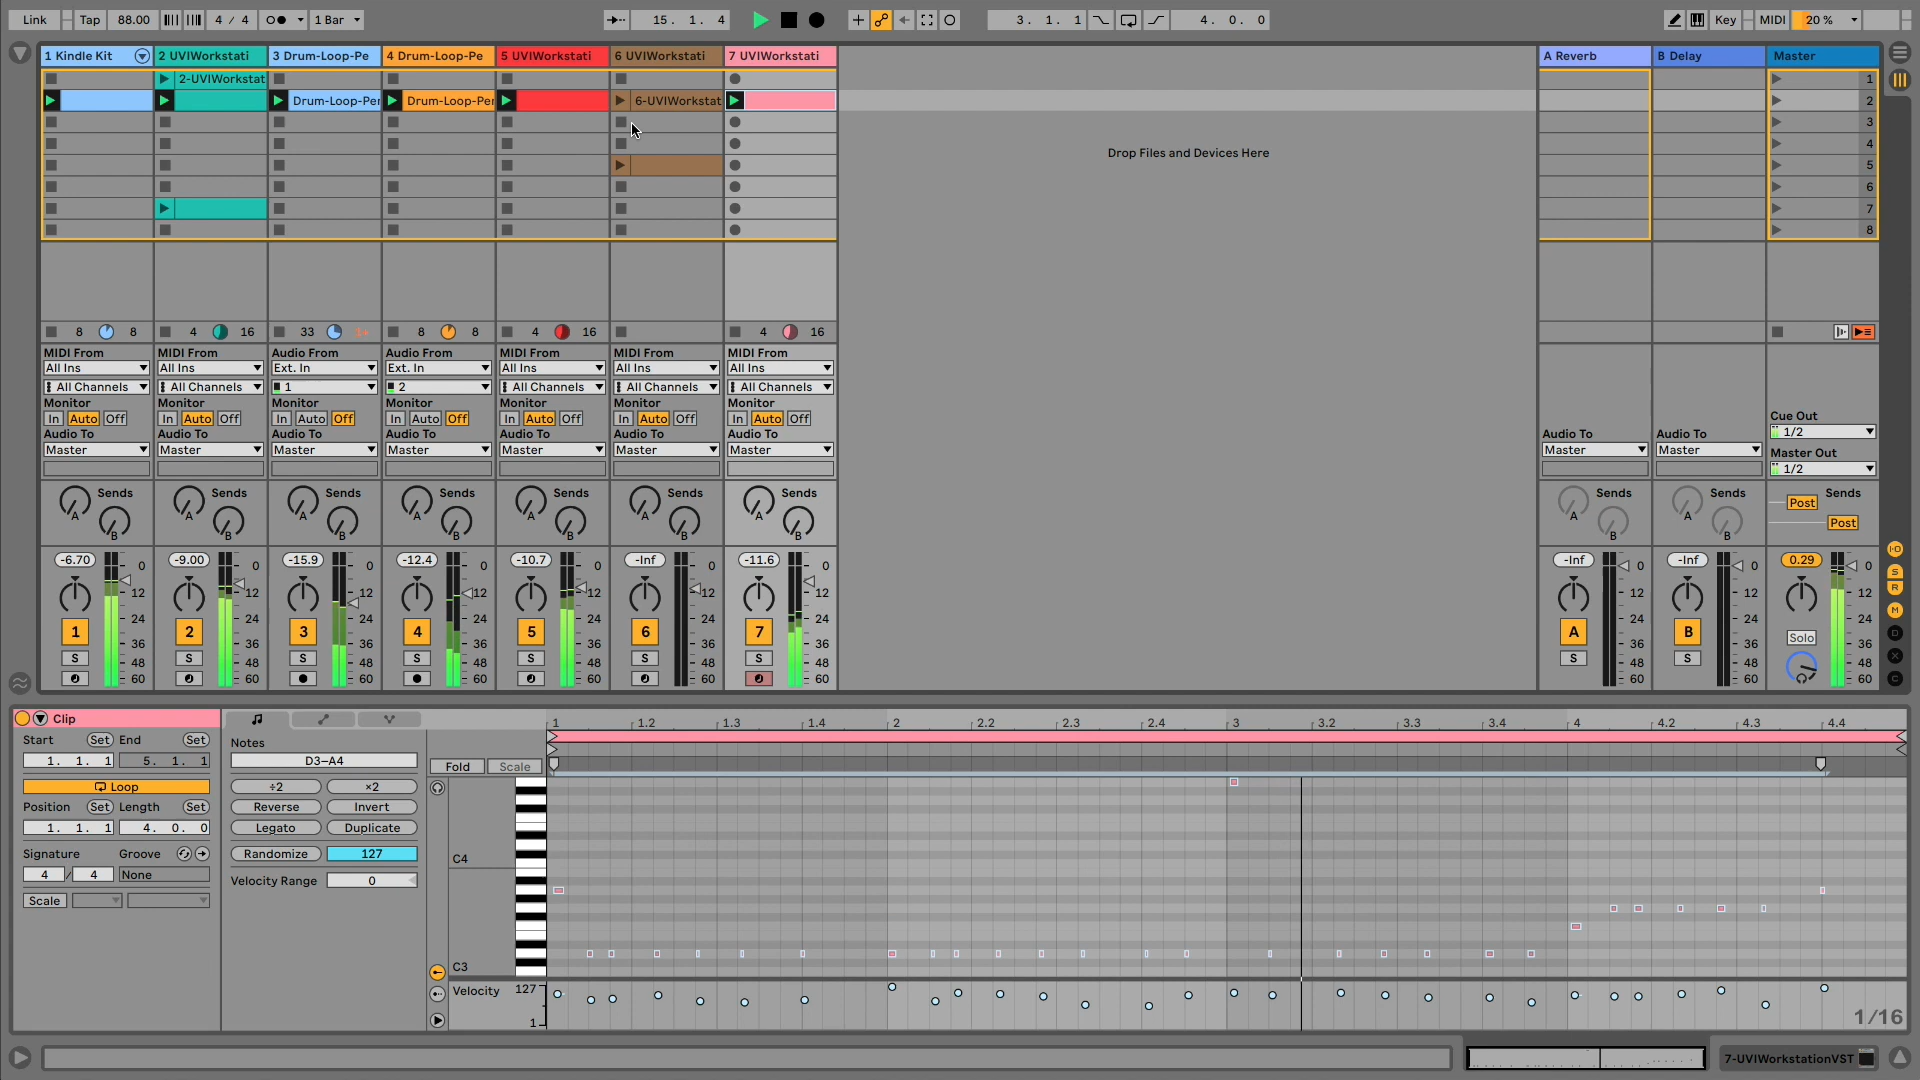 Link Tap 88.00 4 / 4 1 Bar 15. 1. 4 3. 1. 1 4. 0. 0 Key MIDI 20 %
1 Kindle Kit 2 UVIWorkstati 3 Drum-Loop-Pe 4 Drum-Loop-Pe 5 UVIWorkstati 6 UVIWorkstati 7 UVIWorkstati A Reverb B Delay Master
2-UVIWorkstat 1
Drum-Loop-Per Drum-Loop-Per 6-UVIWorkstat 2
3
4
Drop Files and Devices Here
5
6
7
8
8 8 4 16 33 1+ 8 8 4 16 4 16
MIDI From MIDI From Audio From Audio From MIDI From MIDI From MIDI From
All Ins All Ins Ext. In Ext. In All Ins All Ins All Ins
All Channels All Channels 1 2 All Channels All Channels All Channels
Monitor Monitor Monitor Monitor Monitor Monitor Monitor
In Auto Off In Auto Off In Auto Off In Auto Off In Auto Off In Auto Off In Auto Off Cue Out
Audio To Audio To Audio To Audio To Audio To Audio To Audio To Audio To Audio To 1/2
Master Master Master Master Master Master Master Master Master Master Out
1/2
Sends Sends Sends Sends Sends Sends Sends Sends Sends Sends
A A A A A A A A A Post
B B B B B B B B B Post
-6.70 -9.00 -15.9 -12.4 -10.7 -Inf -11.6 -Inf -Inf 0.29
0 0 0 0 0 0 0 0 0 0
12 12 12 12 12 12 12 12 12 12
24 24 24 24 24 24 24 24 24 24
1 2 3 4 5 6 7 A B Solo
36 36 36 36 36 36 36 36 36 36
S S S S S S S S S
48 48 48 48 48 48 48 48 48 48
60 60 60 60 60 60 60 60 60 60
I·O
S
R
M
D
X
C
Clip
Start Set End Set
1. 1. 1 5. 1. 1
Loop
Position Set Length Set
1. 1. 1 4. 0. 0
Signature Groove
4 / 4 None
Scale
Notes
D3–A4
÷2 ×2
Reverse Invert
Legato Duplicate
Randomize 127
Velocity Range 0
1 1.2 1.3 1.4 2 2.2 2.3 2.4 3 3.2 3.3 3.4 4 4.2 4.3 4.4
Fold Scale
C4
C3
Velocity 127
1
1/16
7-UVIWorkstationVST